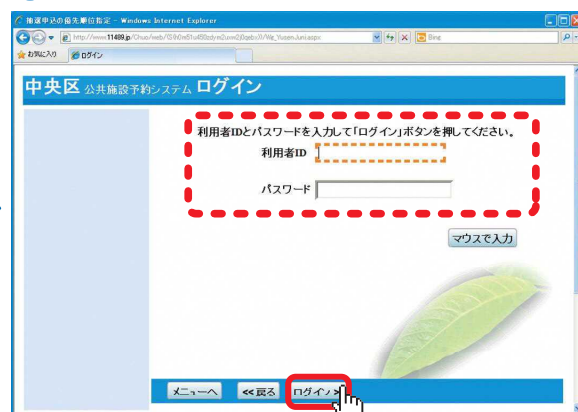 抽選申込の優先順位指定 - Windows Internet Explorer
Bing
お気に入り ログイン
中央区 公共施設予約システム ログイン
利用者IDとパスワードを入力して「ログイン」ボタンを押してください。
利用者ID
パスワード
マウスで入力
メニューへ <<戻る ログイン>